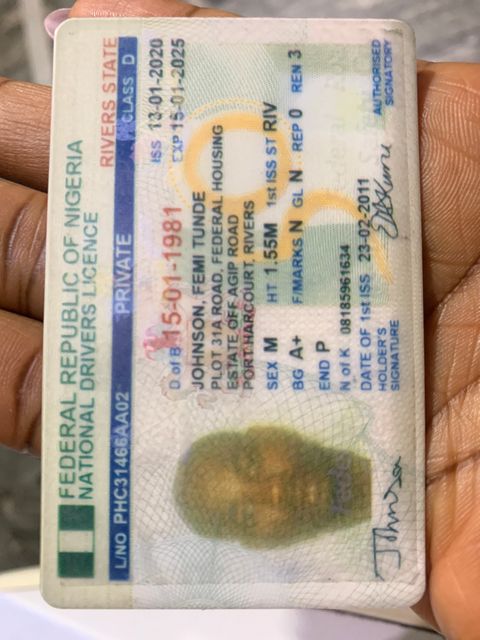 FEDERAL REPUBLIC OF NIGERIA
NATIONAL DRIVERS LICENCE
RIVERS STATE
L/NO PHC31466AA02 PRIVATE CLASS D
ISS 13-01-2020
D of B 15-01-1981 EXP 15-01-2025
JOHNSON, FEMI TUNDE
PLOT 31A ROAD, FEDERAL HOUSING
ESTATE OFF AGIP ROAD
PORT HARCOURT, RIVERS
SEX M HT 1.55M 1st ISS ST RIV
BG A+ F/MARKS N GL N REP 0 REN 3
END P
N of K 08185961634
DATE OF 1st ISS 23-02-2011
HOLDER'S SIGNATURE
AUTHORISED SIGNATORY